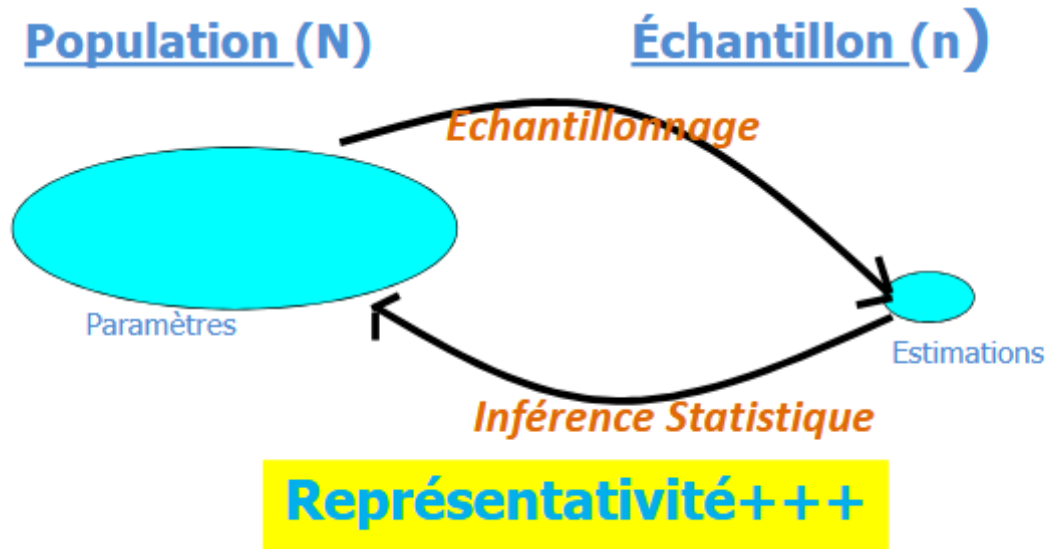 Population (N)
Échantillon (n)
Echantillonnage
Paramètres
Estimations
Inférence Statistique
Représentativité+++